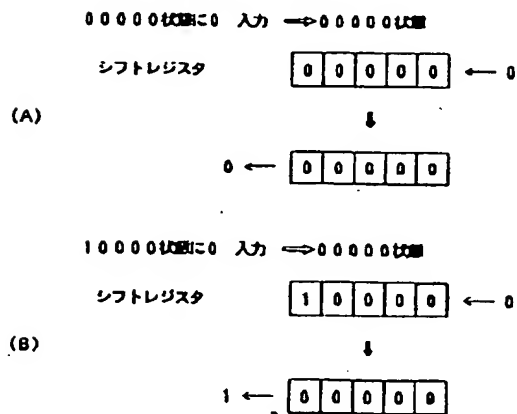 00000状態に0 入力 ⇒00000状態
シフトレジスタ 0 0 0 0 0 ← 0
(A)
↓
0 ← 0 0 0 0 0
10000状態に0 入力 ⇒00000状態
シフトレジスタ 1 0 0 0 0 ← 0
(B)
↓
1 ← 0 0 0 0 0